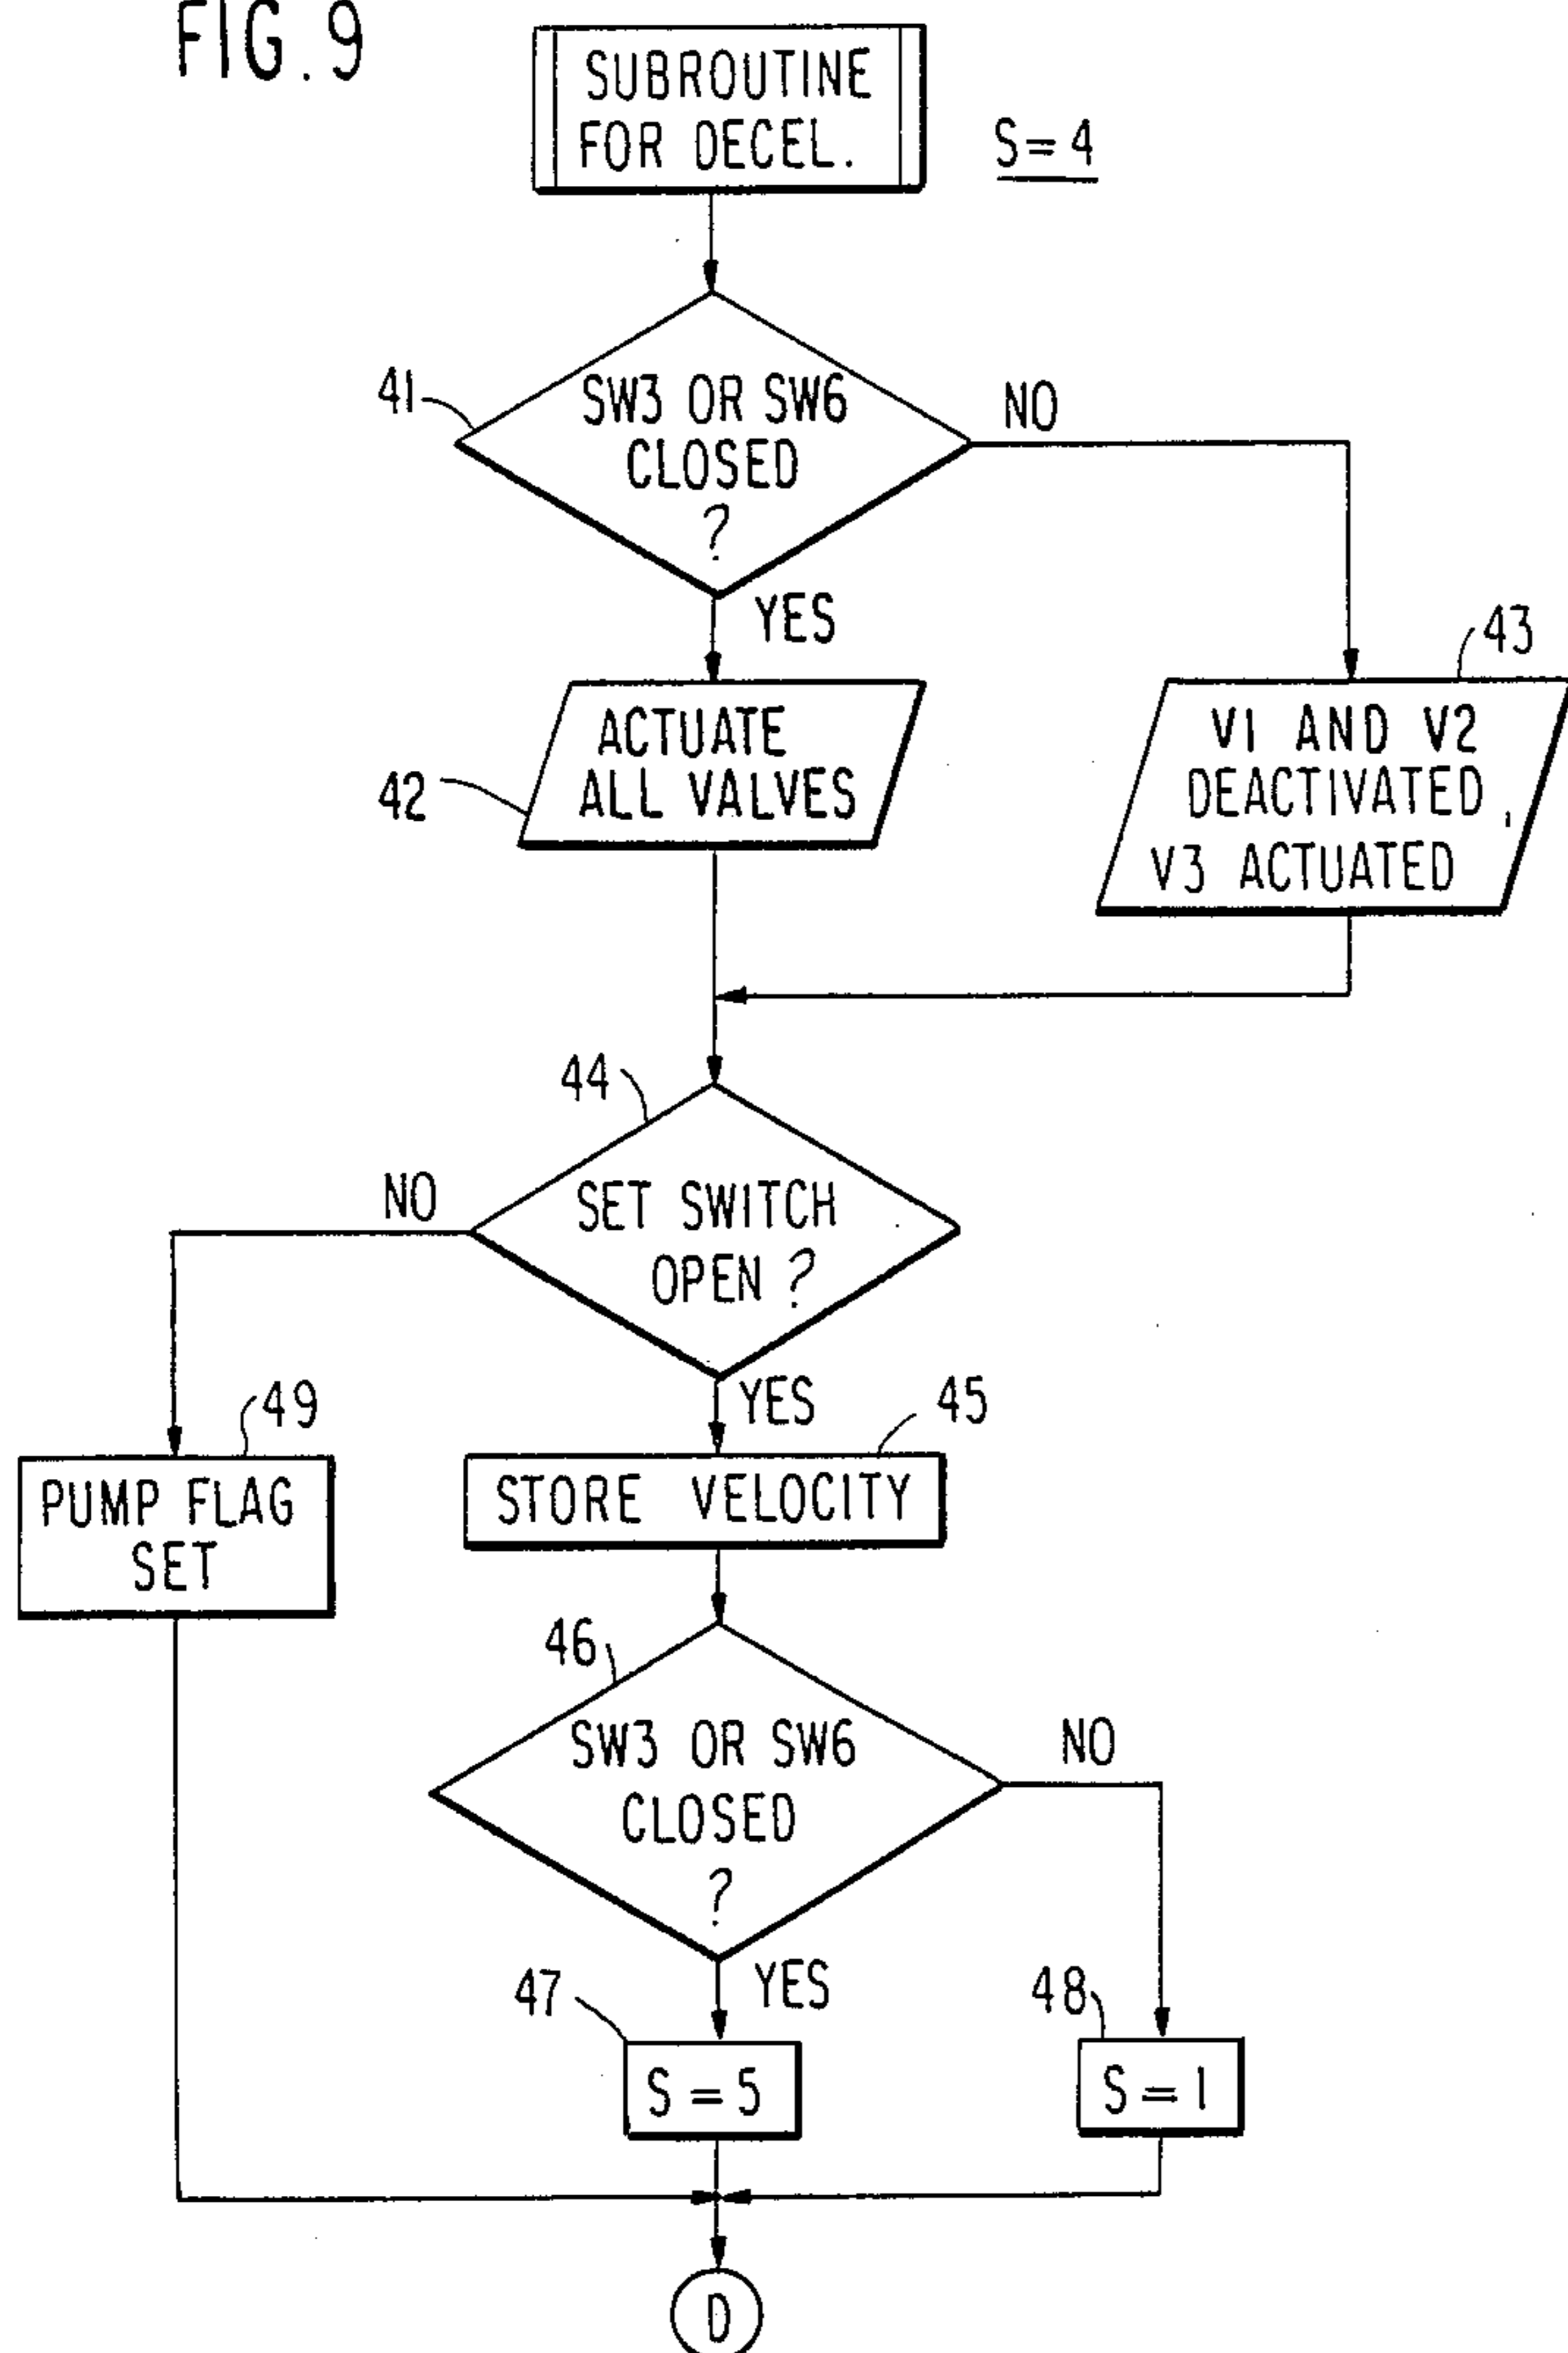 FIG. 9
SUBROUTINE
FOR DECEL.
S=4
41
SW3 OR SW6
CLOSED
?
NO
YES
42
ACTUATE
ALL VALVES
43
V1 AND V2
DEACTIVATED,
V3 ACTUATED
44
SET SWITCH
OPEN ?
NO
YES
49
PUMP FLAG
SET
45
STORE VELOCITY
46
SW3 OR SW6
CLOSED
?
NO
YES
47
S=5
48
S=1
D